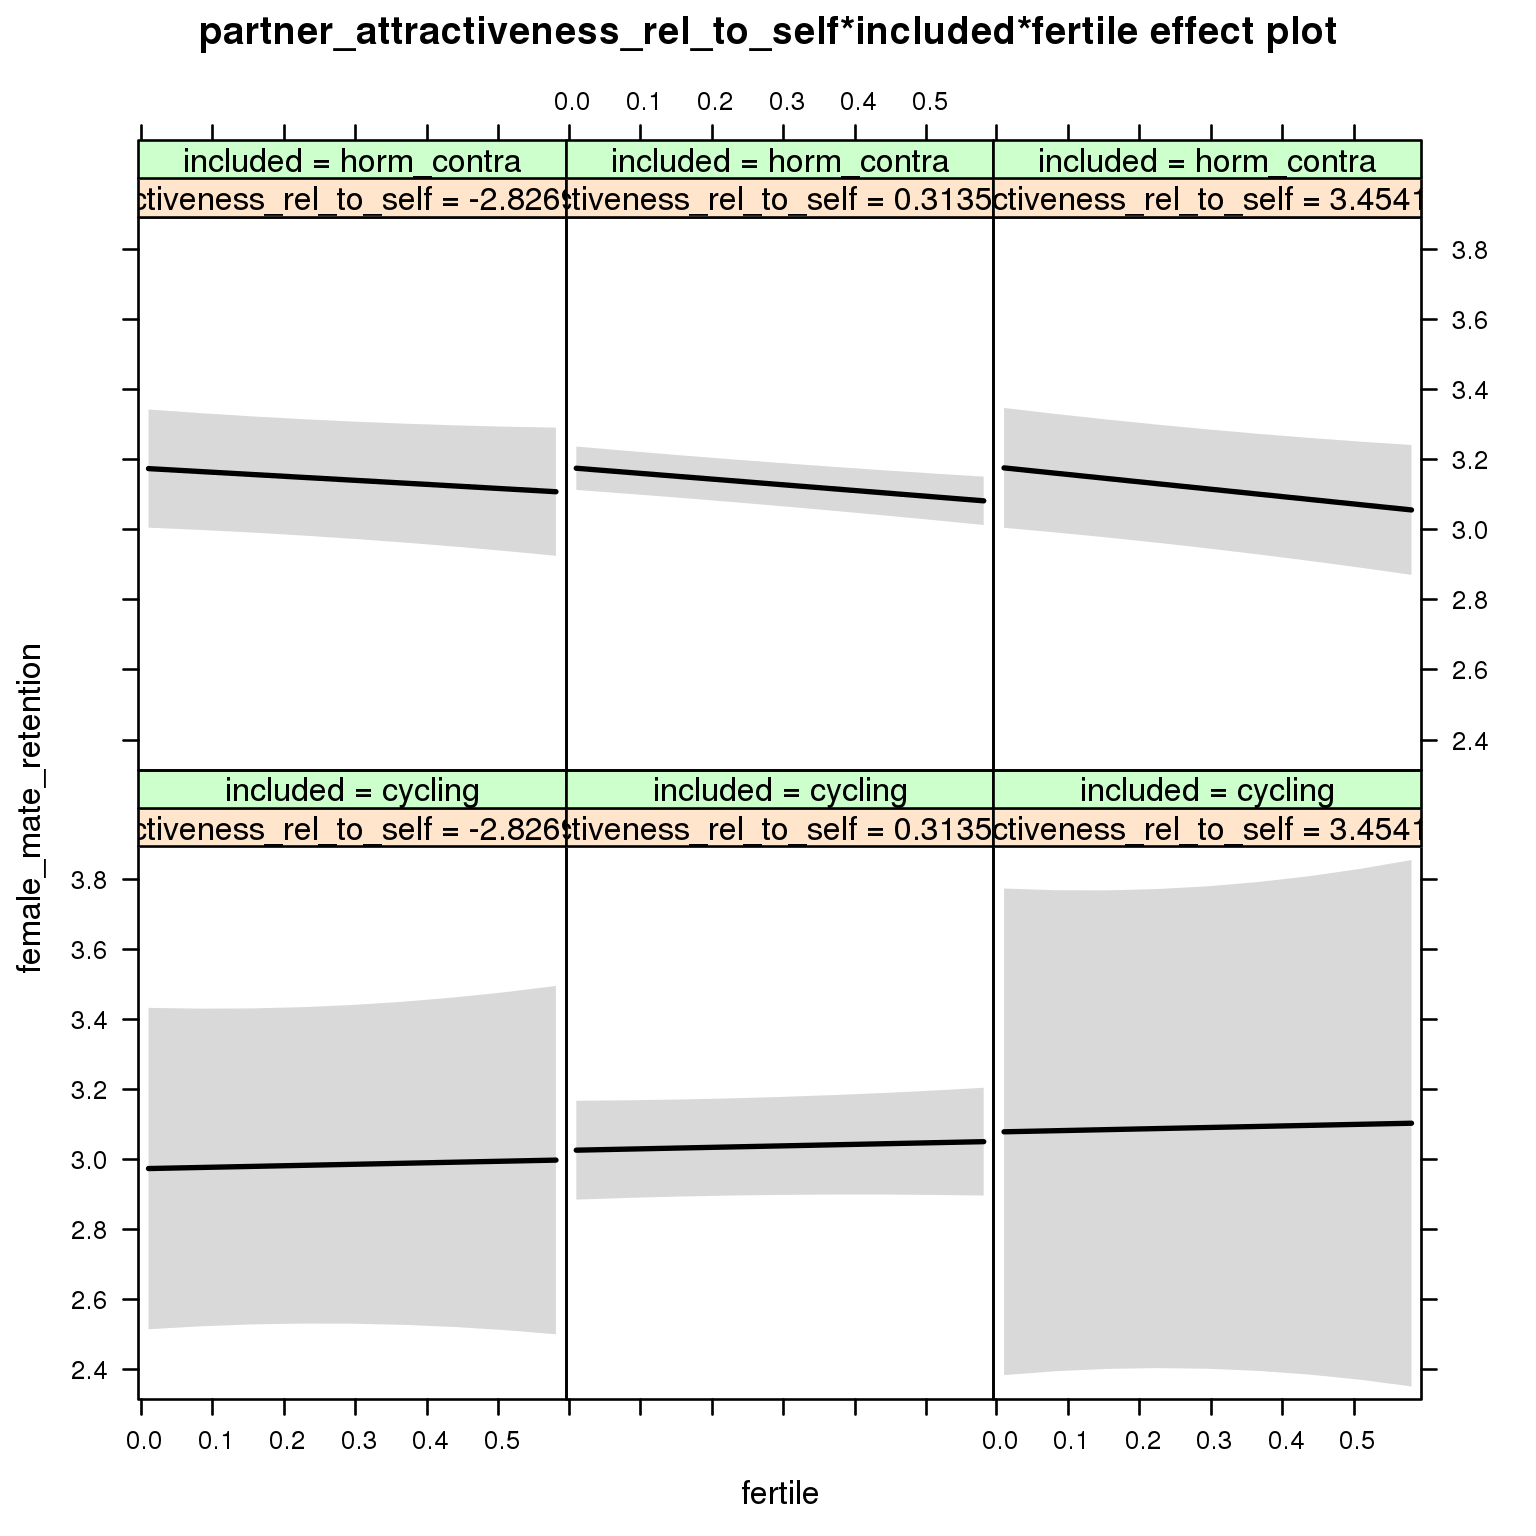 partner_attractiveness_rel_to_self*included*fertile effect plot
0.0 0.1 0.2 0.3 0.4 0.5
included = horm_contra included = horm_contra included = horm_contra
ctiveness_rel_to_self = -2.826 ctiveness_rel_to_self = 0.3135 ctiveness_rel_to_self = 3.4541
3.8
3.6
3.4
3.2
3.0
2.8
2.6
2.4
female_mate_retention
included = cycling included = cycling included = cycling
ctiveness_rel_to_self = -2.826 ctiveness_rel_to_self = 0.3135 ctiveness_rel_to_self = 3.4541
3.8
3.6
3.4
3.2
3.0
2.8
2.6
2.4
0.0 0.1 0.2 0.3 0.4 0.5 0.0 0.1 0.2 0.3 0.4 0.5
fertile